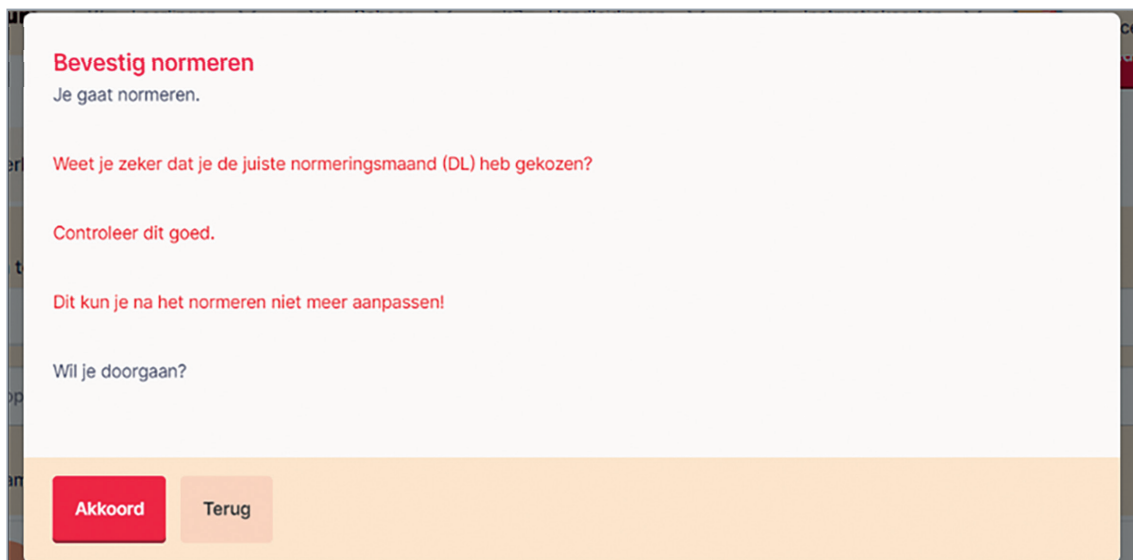 Bevestig normeren
Je gaat normeren.
Weet je zeker dat je de juiste normeringsmaand (DL) heb gekozen?
Controleer dit goed.
Dit kun je na het normeren niet meer aanpassen!
Wil je doorgaan?
Akkoord
Terug